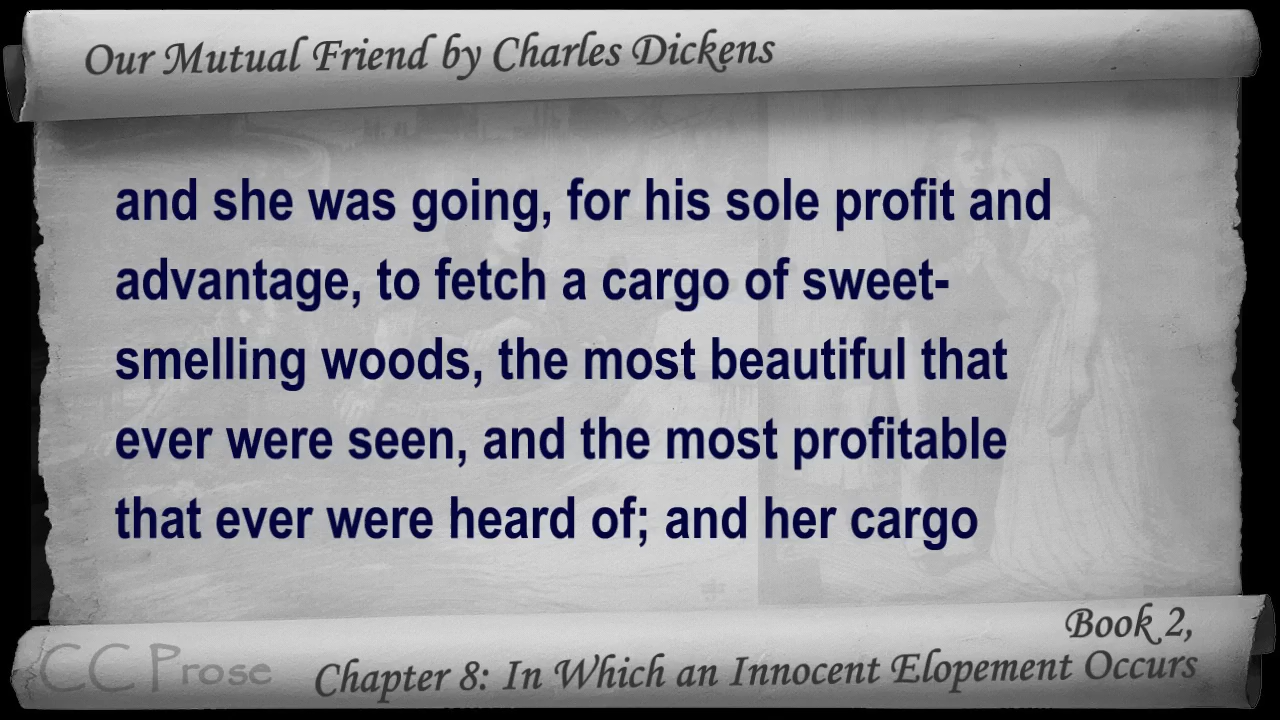 Our Mutual Friend by Charles Dickens
and she was going, for his sole profit and
advantage, to fetch a cargo of sweet-
smelling woods, the most beautiful that
ever were seen, and the most profitable
that ever were heard of; and her cargo
Book 2,
CC Prose
Chapter 8: In Which an Innocent Elopement Occurs